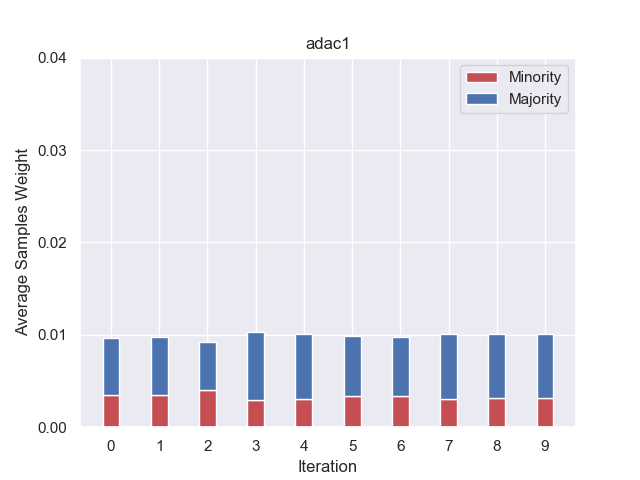 adac1
Minority
Majority
Average Samples Weight
0.04
0.03
0.02
0.01
0.00
0 1 2 3 4 5 6 7 8 9
Iteration